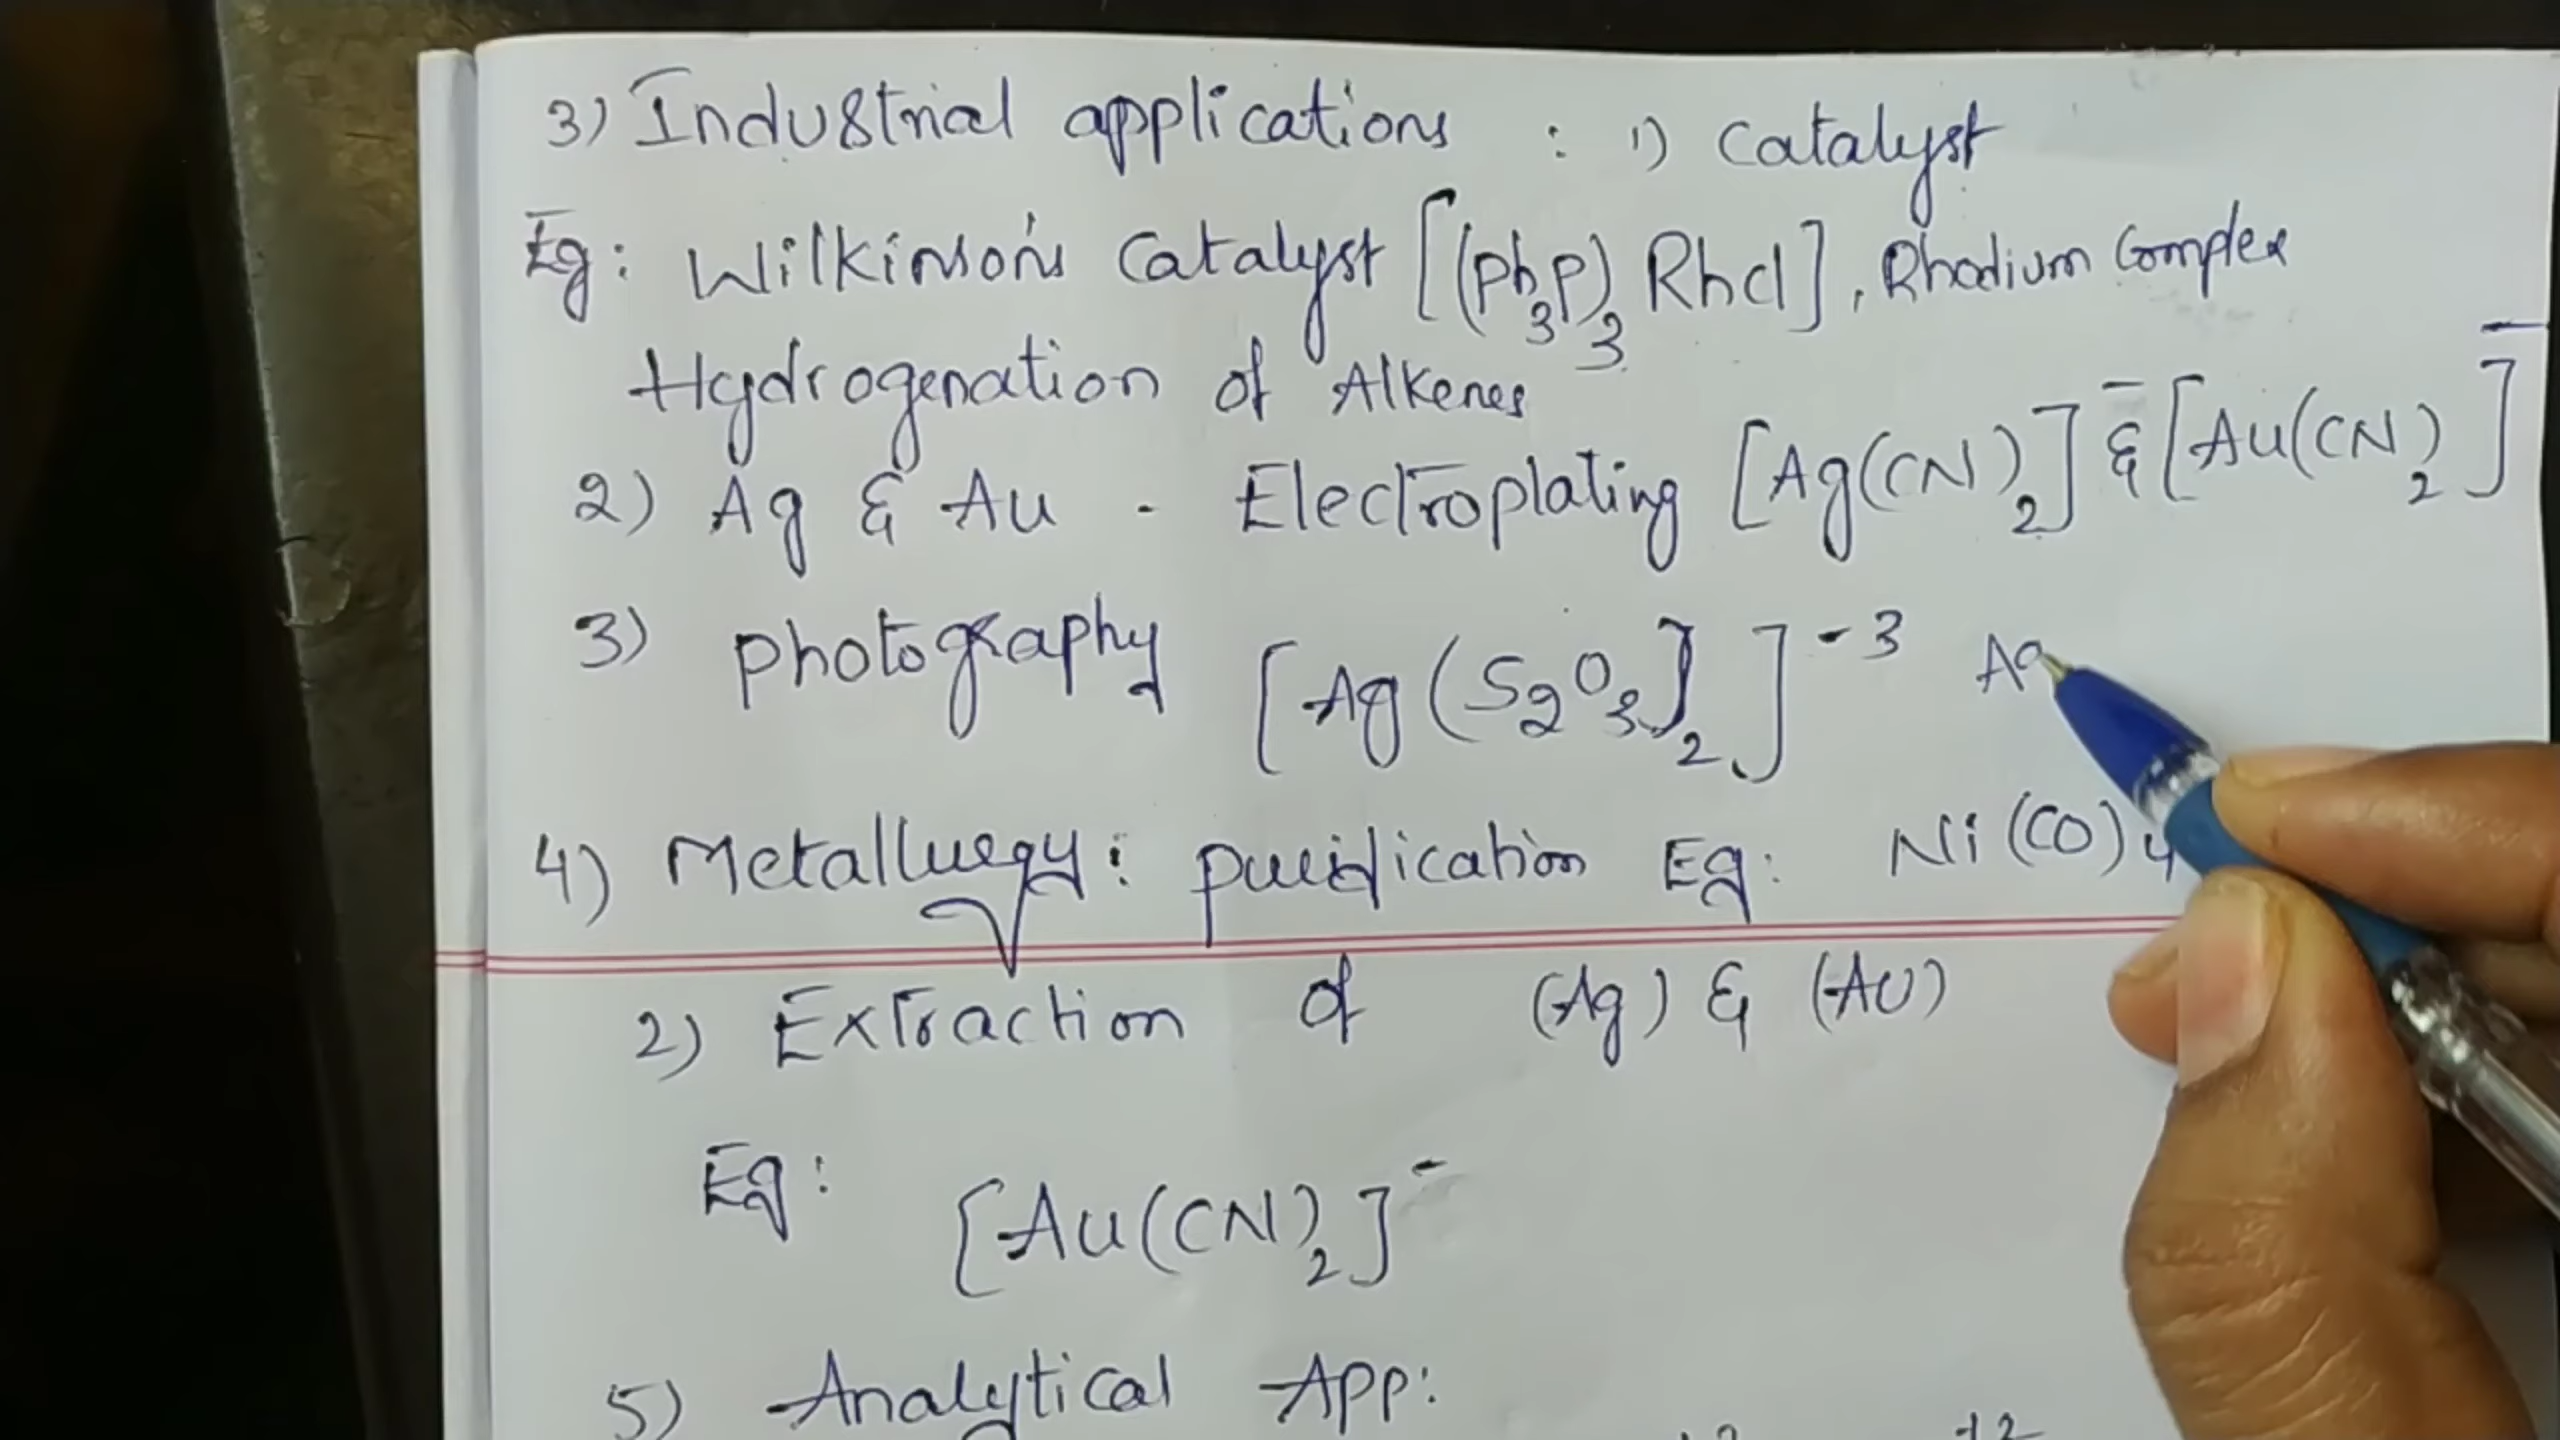 3) Industrial applications : 1) Catalyst
Eg: Wilkinson's Catalyst [(Ph3P)3 RhCl], Rhodium Complex
Hydrogenation of Alkenes
2) Ag & Au - Electroplating [Ag(CN)2]⁻ & [Au(CN)2]⁻
3) Photography [Ag(S2O3)2]⁻³ Ag
4) Metallurgy: purification Eg: Ni(CO)4
2) Extraction of (Ag) & (Au)
Eg: [Au(CN)2]⁻
5) Analytical App:
+2